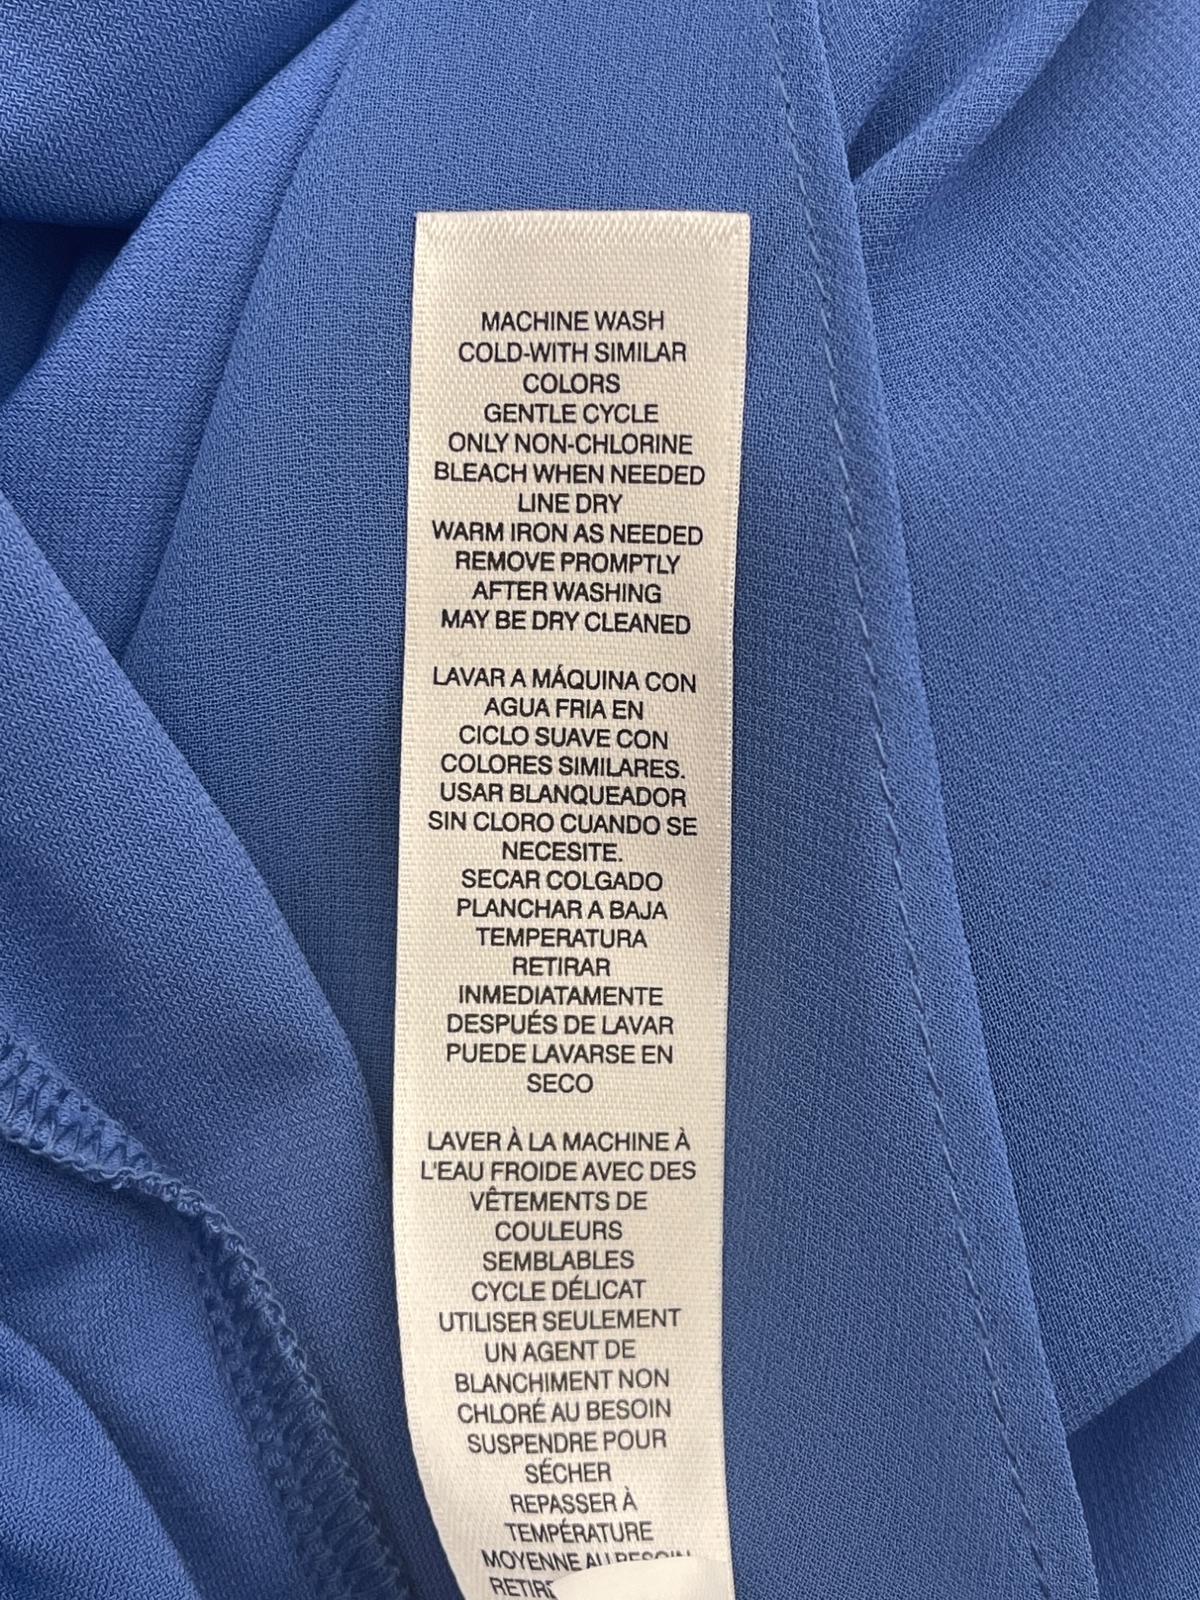 MACHINE WASH
COLD-WITH SIMILAR
COLORS
GENTLE CYCLE
ONLY NON-CHLORINE
BLEACH WHEN NEEDED
LINE DRY
WARM IRON AS NEEDED
REMOVE PROMPTLY
AFTER WASHING
MAY BE DRY CLEANED
LAVAR A MÁQUINA CON
AGUA FRIA EN
CICLO SUAVE CON
COLORES SIMILARES.
USAR BLANQUEADOR
SIN CLORO CUANDO SE
NECESITE.
SECAR COLGADO
PLANCHAR A BAJA
TEMPERATURA
RETIRAR
INMEDIATAMENTE
DESPUÉS DE LAVAR
PUEDE LAVARSE EN
SECO
LAVER À LA MACHINE À
L'EAU FROIDE AVEC DES
VÊTEMENTS DE
COULEURS
SEMBLABLES
CYCLE DÉLICAT
UTILISER SEULEMENT
UN AGENT DE
BLANCHIMENT NON
CHLORÉ AU BESOIN
SUSPENDRE POUR
SÉCHER
REPASSER À
TEMPÉRATURE
MOYENNE AU BESOIN